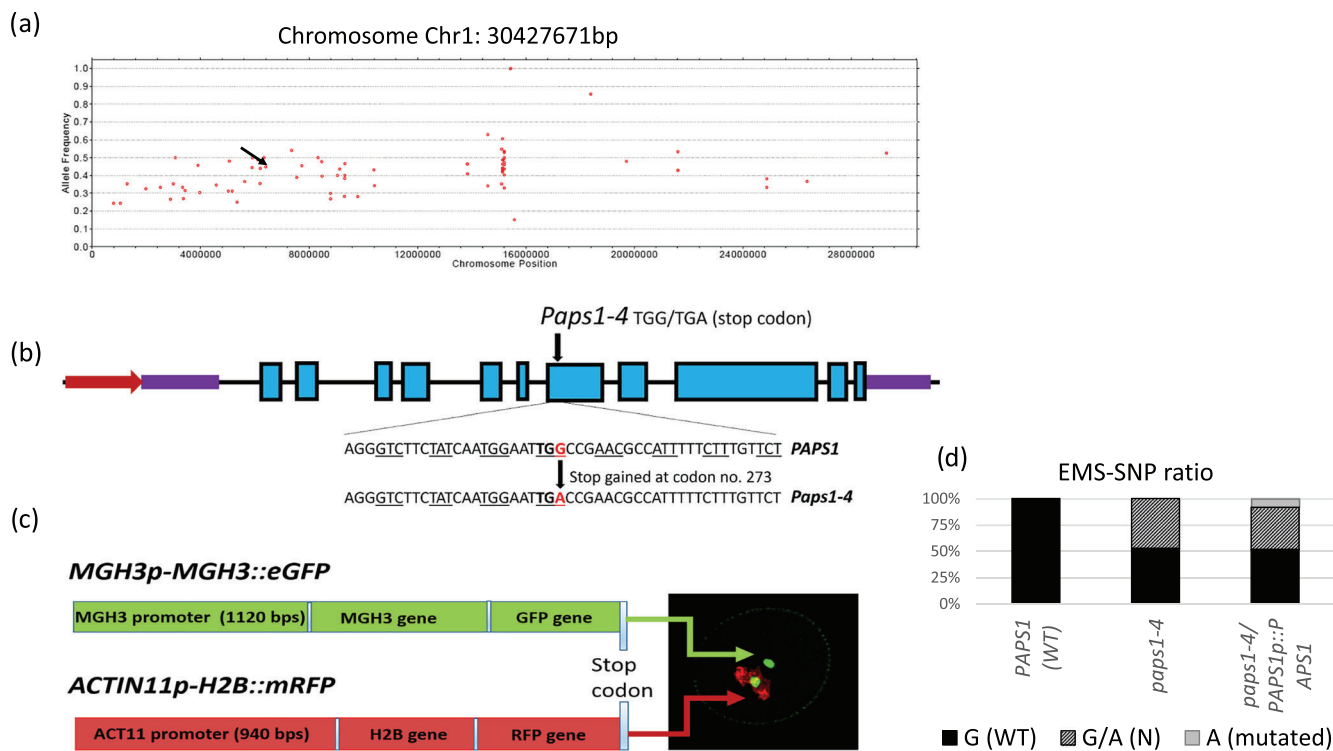 (a)
Chromosome Chr1: 30427671bp
Allele Frequency
1.0
0.9
0.8
0.7
0.6
0.5
0.4
0.3
0.2
0.1
0.0
0 4000000 8000000 12000000 16000000 20000000 24000000 28000000
Chromosome Position
(b)
Paps1-4 TGG/TGA (stop codon)
AGGGTCTTCTATCAATGGAATTGGCCGAACGCCATTTTTCTTTGTTCT PAPS1
Stop gained at codon no. 273
AGGGTCTTCTATCAATGGAATTGACCGAACGCCATTTTTCTTTGTTCT Paps1-4
(c)
MGH3p-MGH3::eGFP
MGH3 promoter (1120 bps) MGH3 gene GFP gene
Stop
codon
ACTIN11p-H2B::mRFP
ACT11 promoter (940 bps) H2B gene RFP gene
(d)
EMS-SNP ratio
100%
75%
50%
25%
0%
PAPS1
(WT)
paps1-4
paps1-4/
PAPS1p::P
APS1
G (WT) G/A (N) A (mutated)